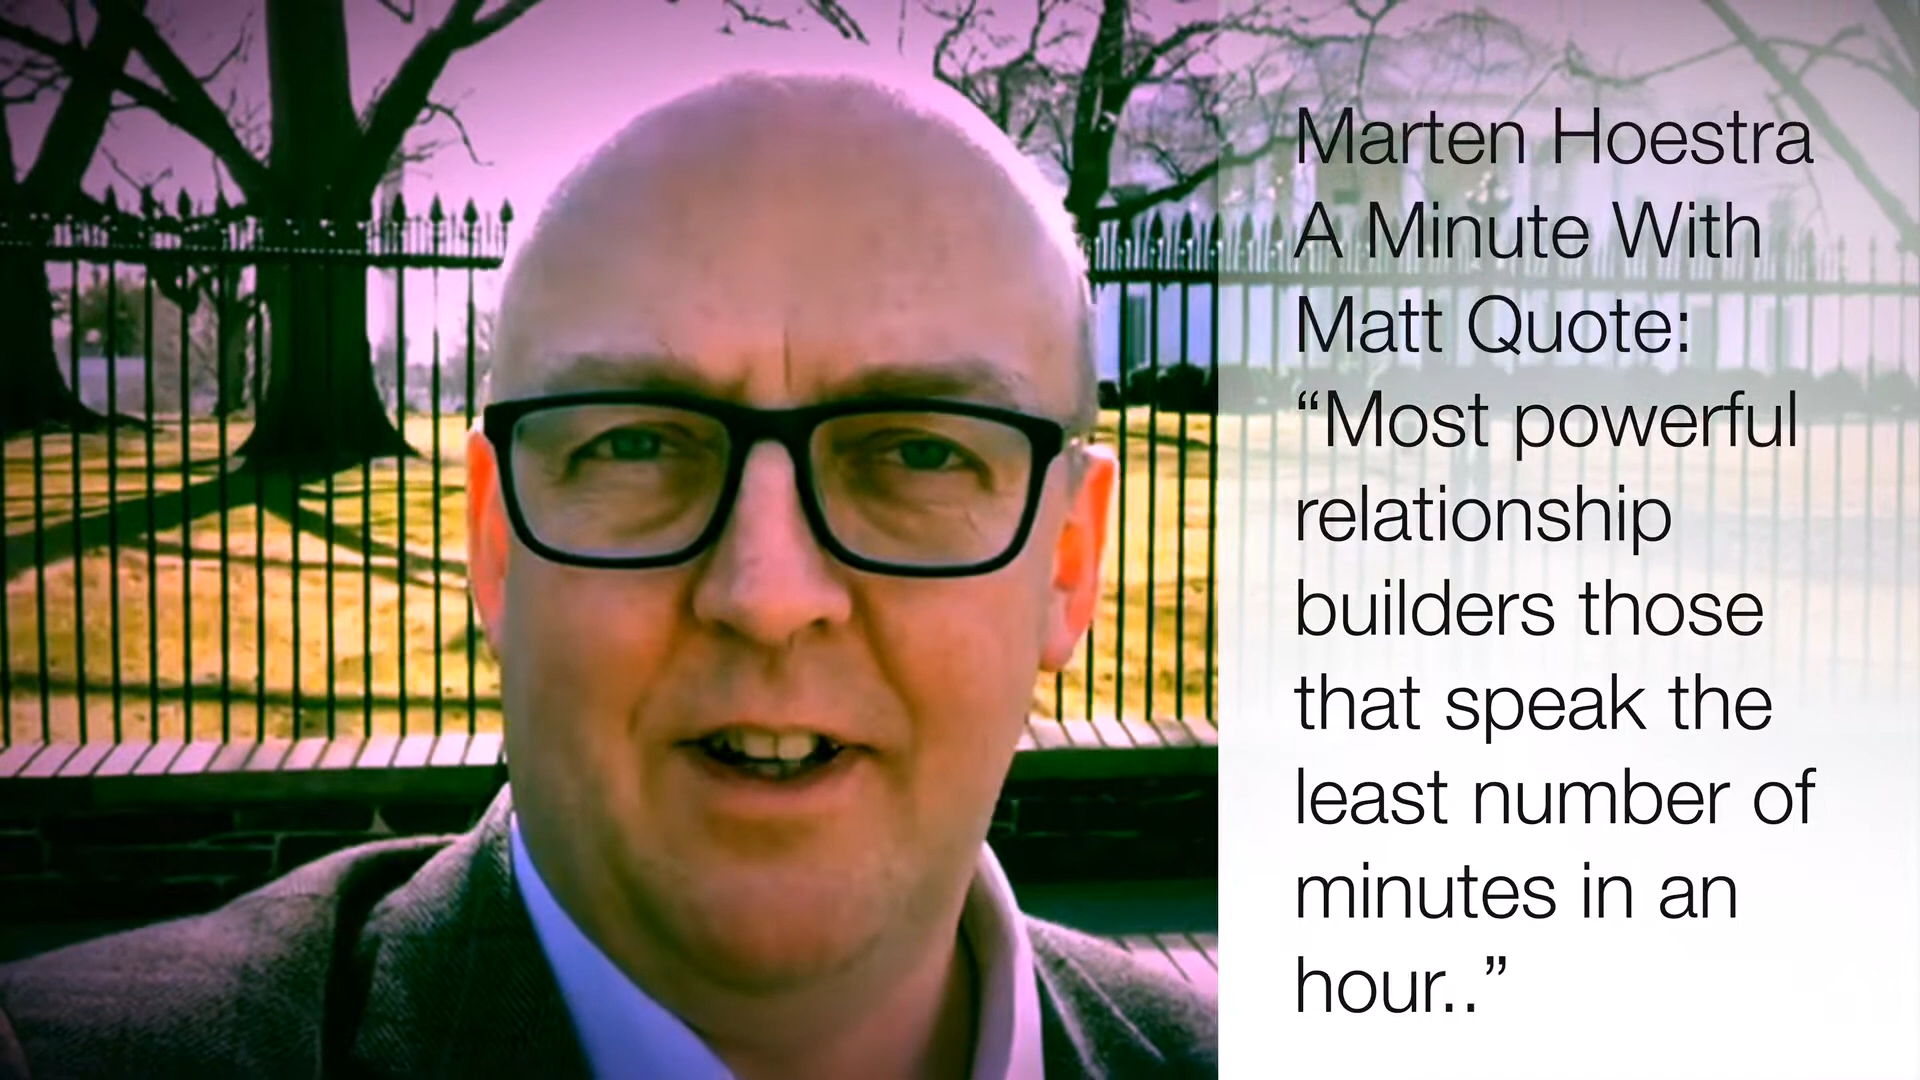 Marten Hoestra
A Minute With
Matt Quote:
“Most powerful
relationship
builders those
that speak the
least number of
minutes in an
hour..”